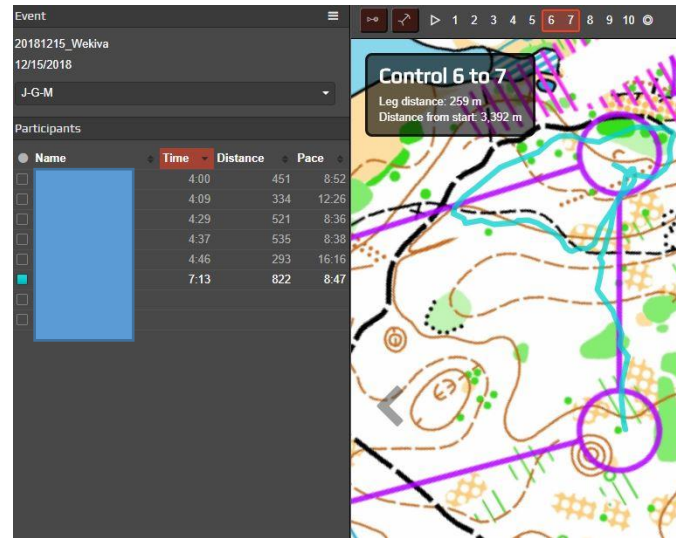 Event
20181215_Wekiva
12/15/2018
J-G-M
Participants
Name Time Distance Pace
4:00 451 8:52
4:09 334 12:26
4:29 521 8:36
4:37 535 8:38
4:46 293 16:16
7:13 822 8:47
1 2 3 4 5 6 7 8 9 10
Control 6 to 7
Leg distance: 259 m
Distance from start: 3,392 m